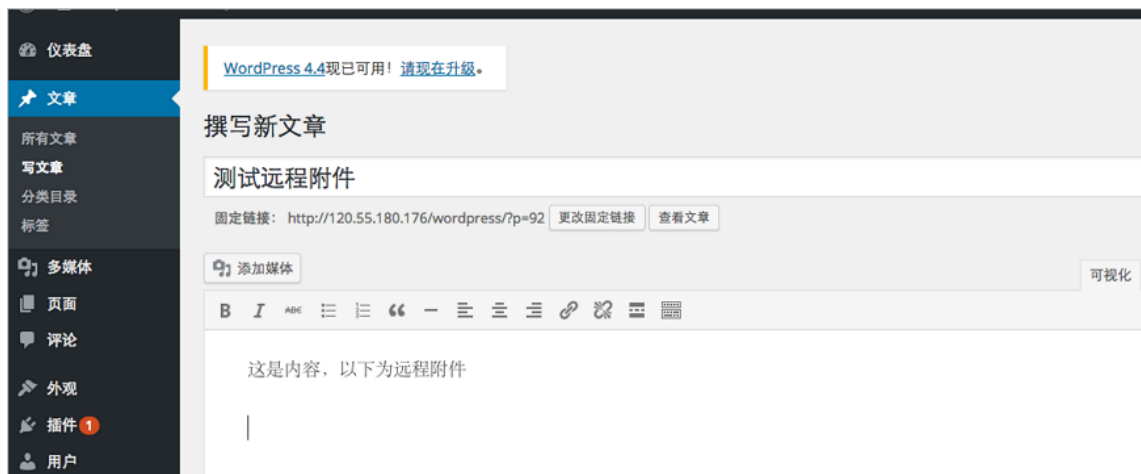 仪表盘
文章
所有文章
写文章
分类目录
标签
多媒体
页面
评论
外观
插件 1
用户
WordPress 4.4现已可用！请现在升级。
撰写新文章
测试远程附件
固定链接： http://120.55.180.176/wordpress/?p=92 更改固定链接 查看文章
添加媒体
可视化
B I ABC
这是内容，以下为远程附件